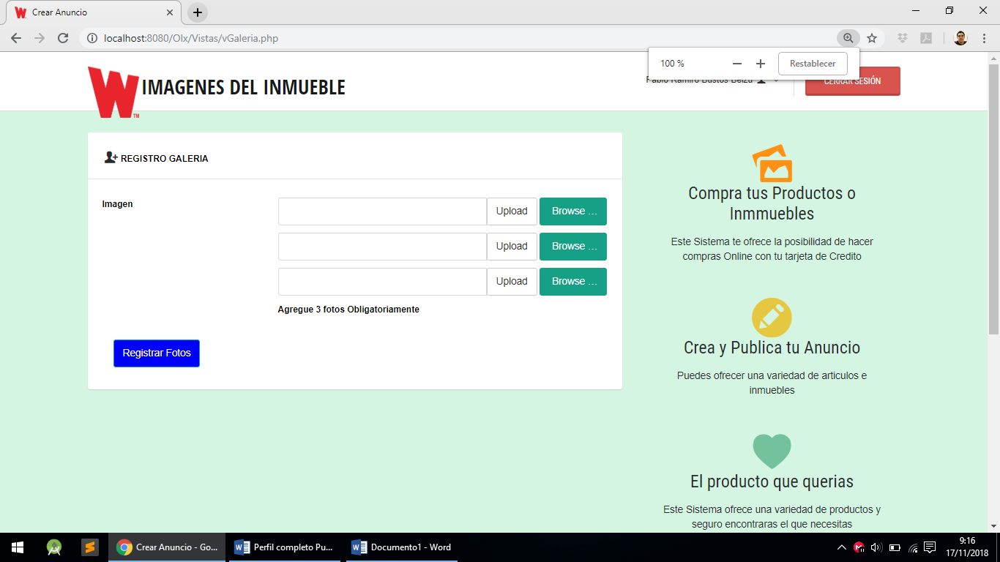 Crear Anuncio
localhost:8080/Olx/Vistas/vGaleria.php
100 %
Restablecer
IMAGENES DEL INMUEBLE
Pablo Ramiro Bustos Belzu
CERRAR SESIÓN
REGISTRO GALERIA
Imagen
Upload
Browse ...
Upload
Browse ...
Upload
Browse ...
Agregue 3 fotos Obligatoriamente
Registrar Fotos
Compra tus Productos o
Inmmuebles
Este Sistema te ofrece la posibilidad de hacer
compras Online con tu tarjeta de Credito
Crea y Publica tu Anuncio
Puedes ofrecer una variedad de articulos e
inmuebles
El producto que querias
Este Sistema ofrece una variedad de productos y
seguro encontraras el que necesitas
Crear Anuncio - Go...
Perfil completo Pu...
Documento1 - Word
9:16
17/11/2018